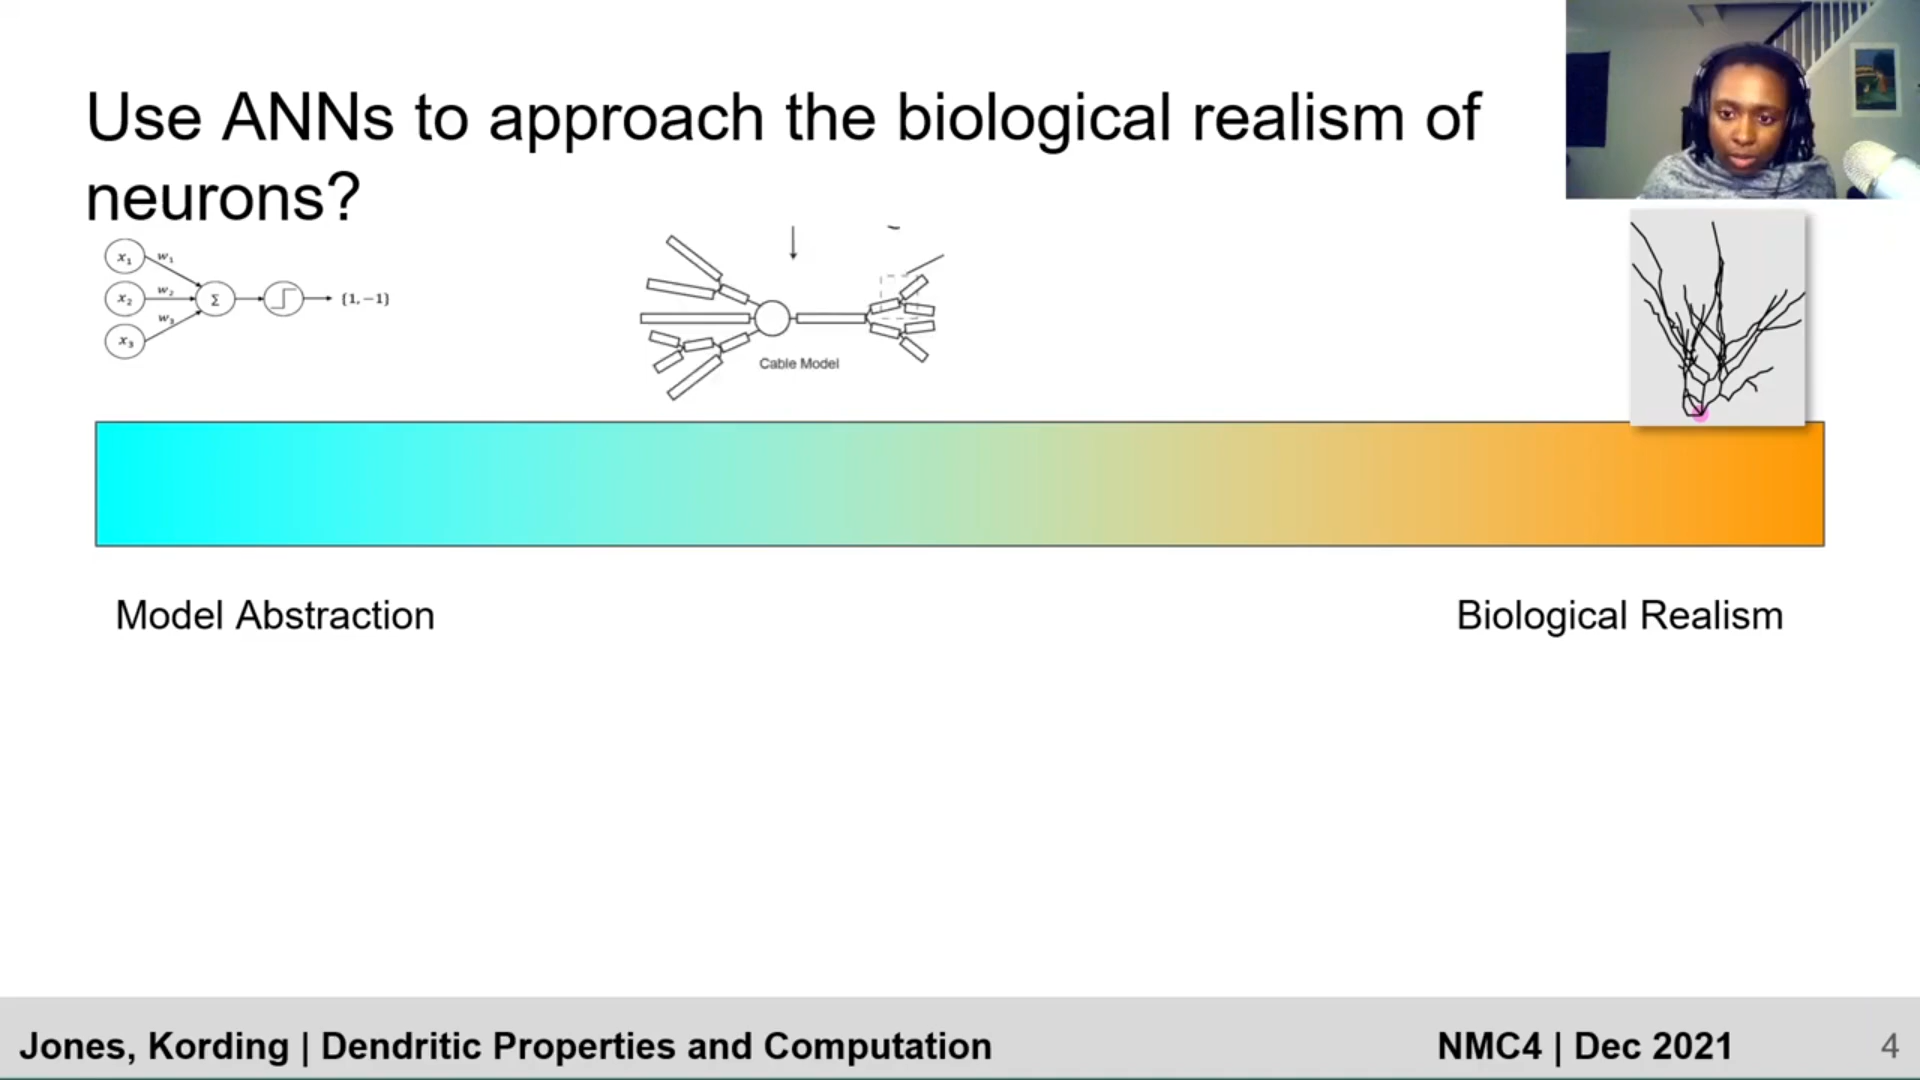 Use ANNs to approach the biological realism of
neurons?
x₁ w₁
x₂ w₂ Σ {1,−1}
x₃ w₃
Cable Model
Model Abstraction
Biological Realism
Jones, Kording | Dendritic Properties and Computation
NMC4 | Dec 2021
4